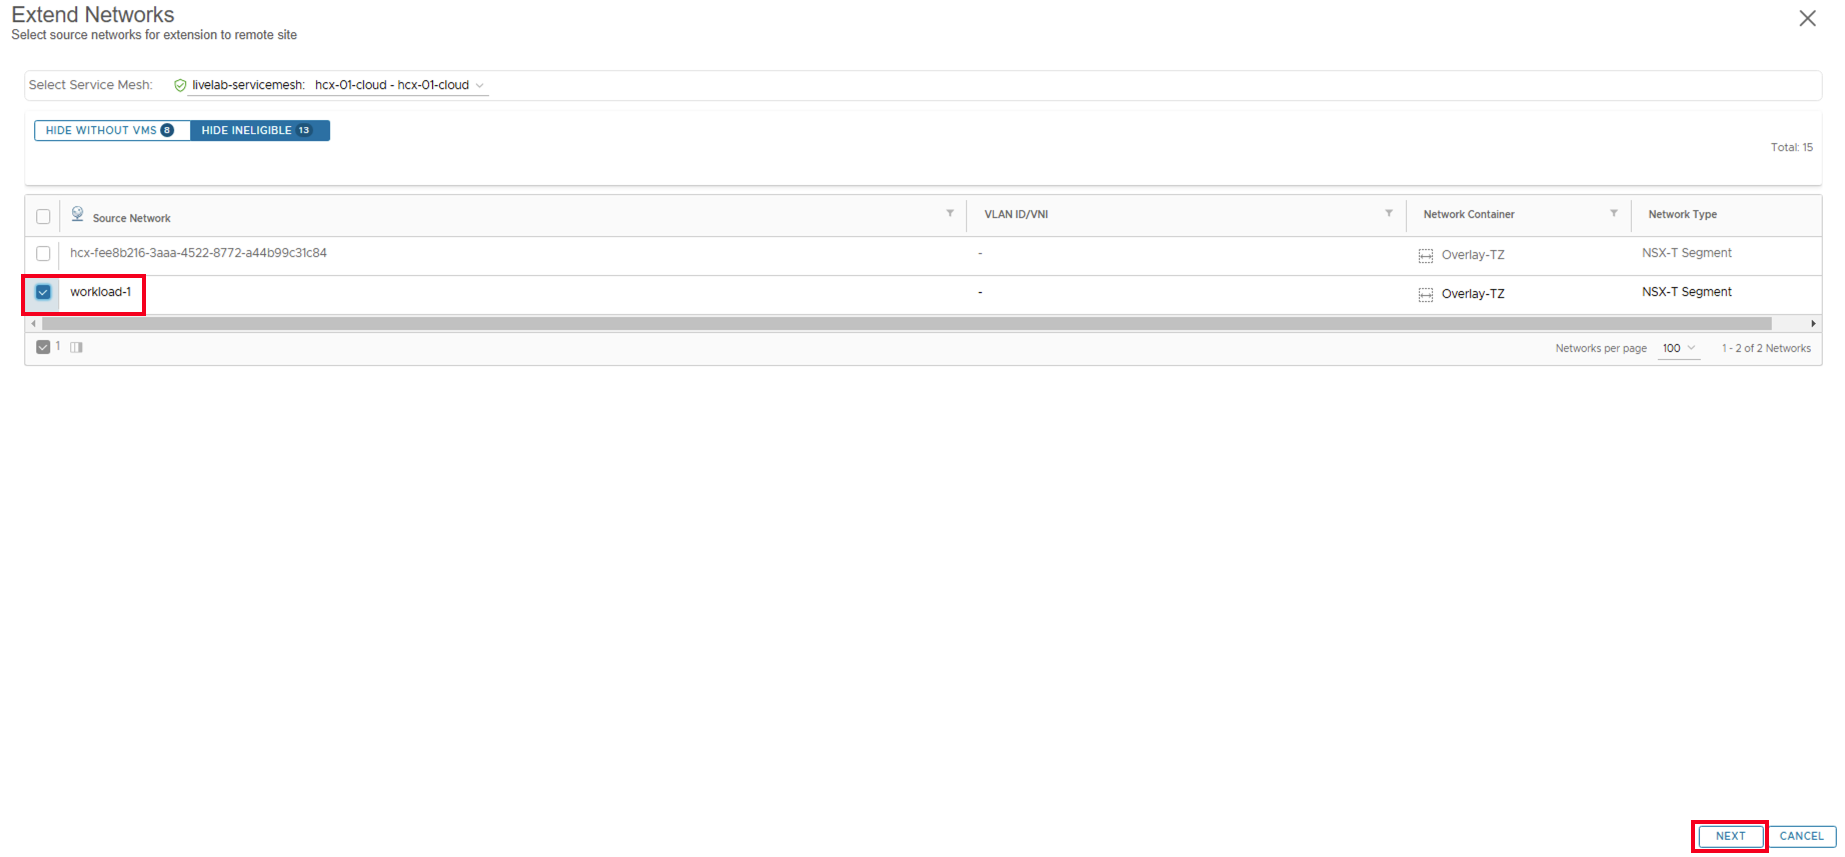 Extend Networks
Select source networks for extension to remote site
Select Service Mesh: livelab-servicemesh: hcx-01-cloud - hcx-01-cloud
HIDE WITHOUT VMS 8 HIDE INELIGIBLE 13
Total: 15
Source Network VLAN ID/VNI Network Container Network Type
hcx-fee8b216-3aaa-4522-8772-a44b99c31c84 - Overlay-TZ NSX-T Segment
workload-1 - Overlay-TZ NSX-T Segment
1 Networks per page 100 1 - 2 of 2 Networks
NEXT CANCEL